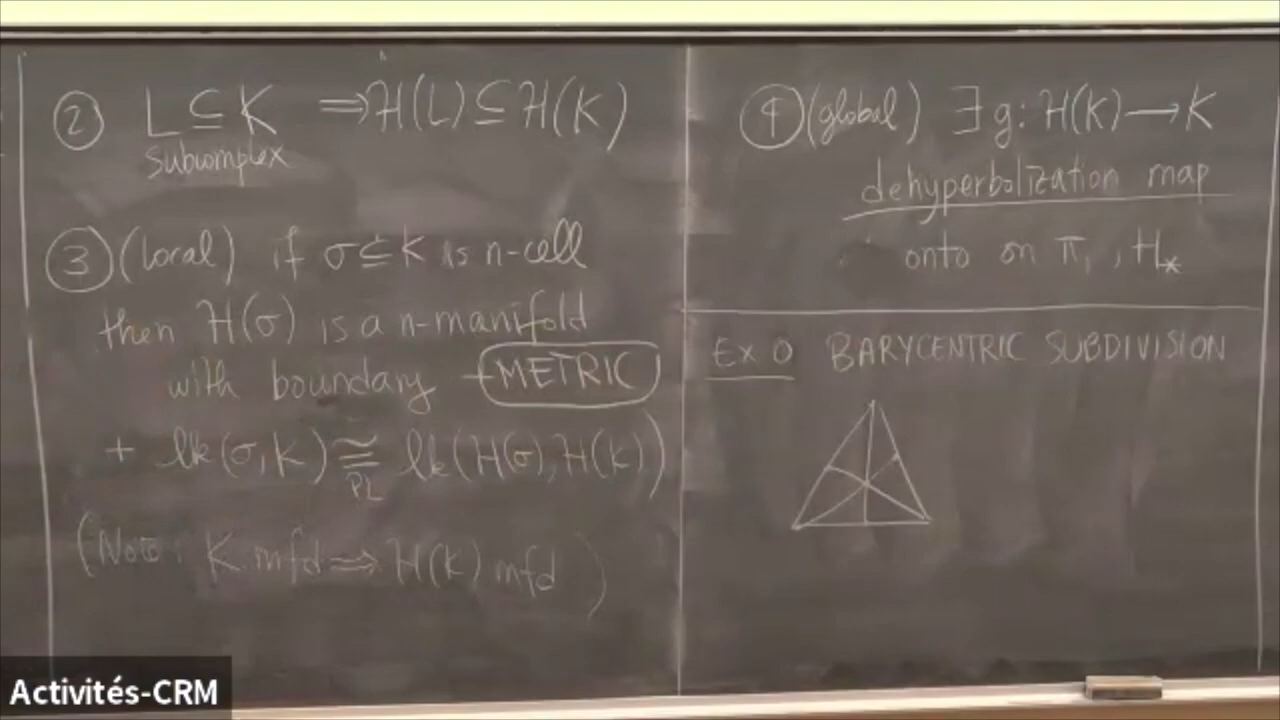 ② L ⊆ K ⟹ H(L) ⊆ H(K)
subcomplex
③ (local) if σ ⊆ K is n-cell
then H(σ) is a n-manifold
with boundary + METRIC
+ lk(σ, K) ≅ lk(H(σ), H(K))
PL
(Note: K mfd ⟹ H(K) mfd)
④ (global) ∃ g: H(K) ⟶ K
dehyperbolization map
onto on π₁, H_*
Ex 0 BARYCENTRIC SUBDIVISION
Activités-CRM